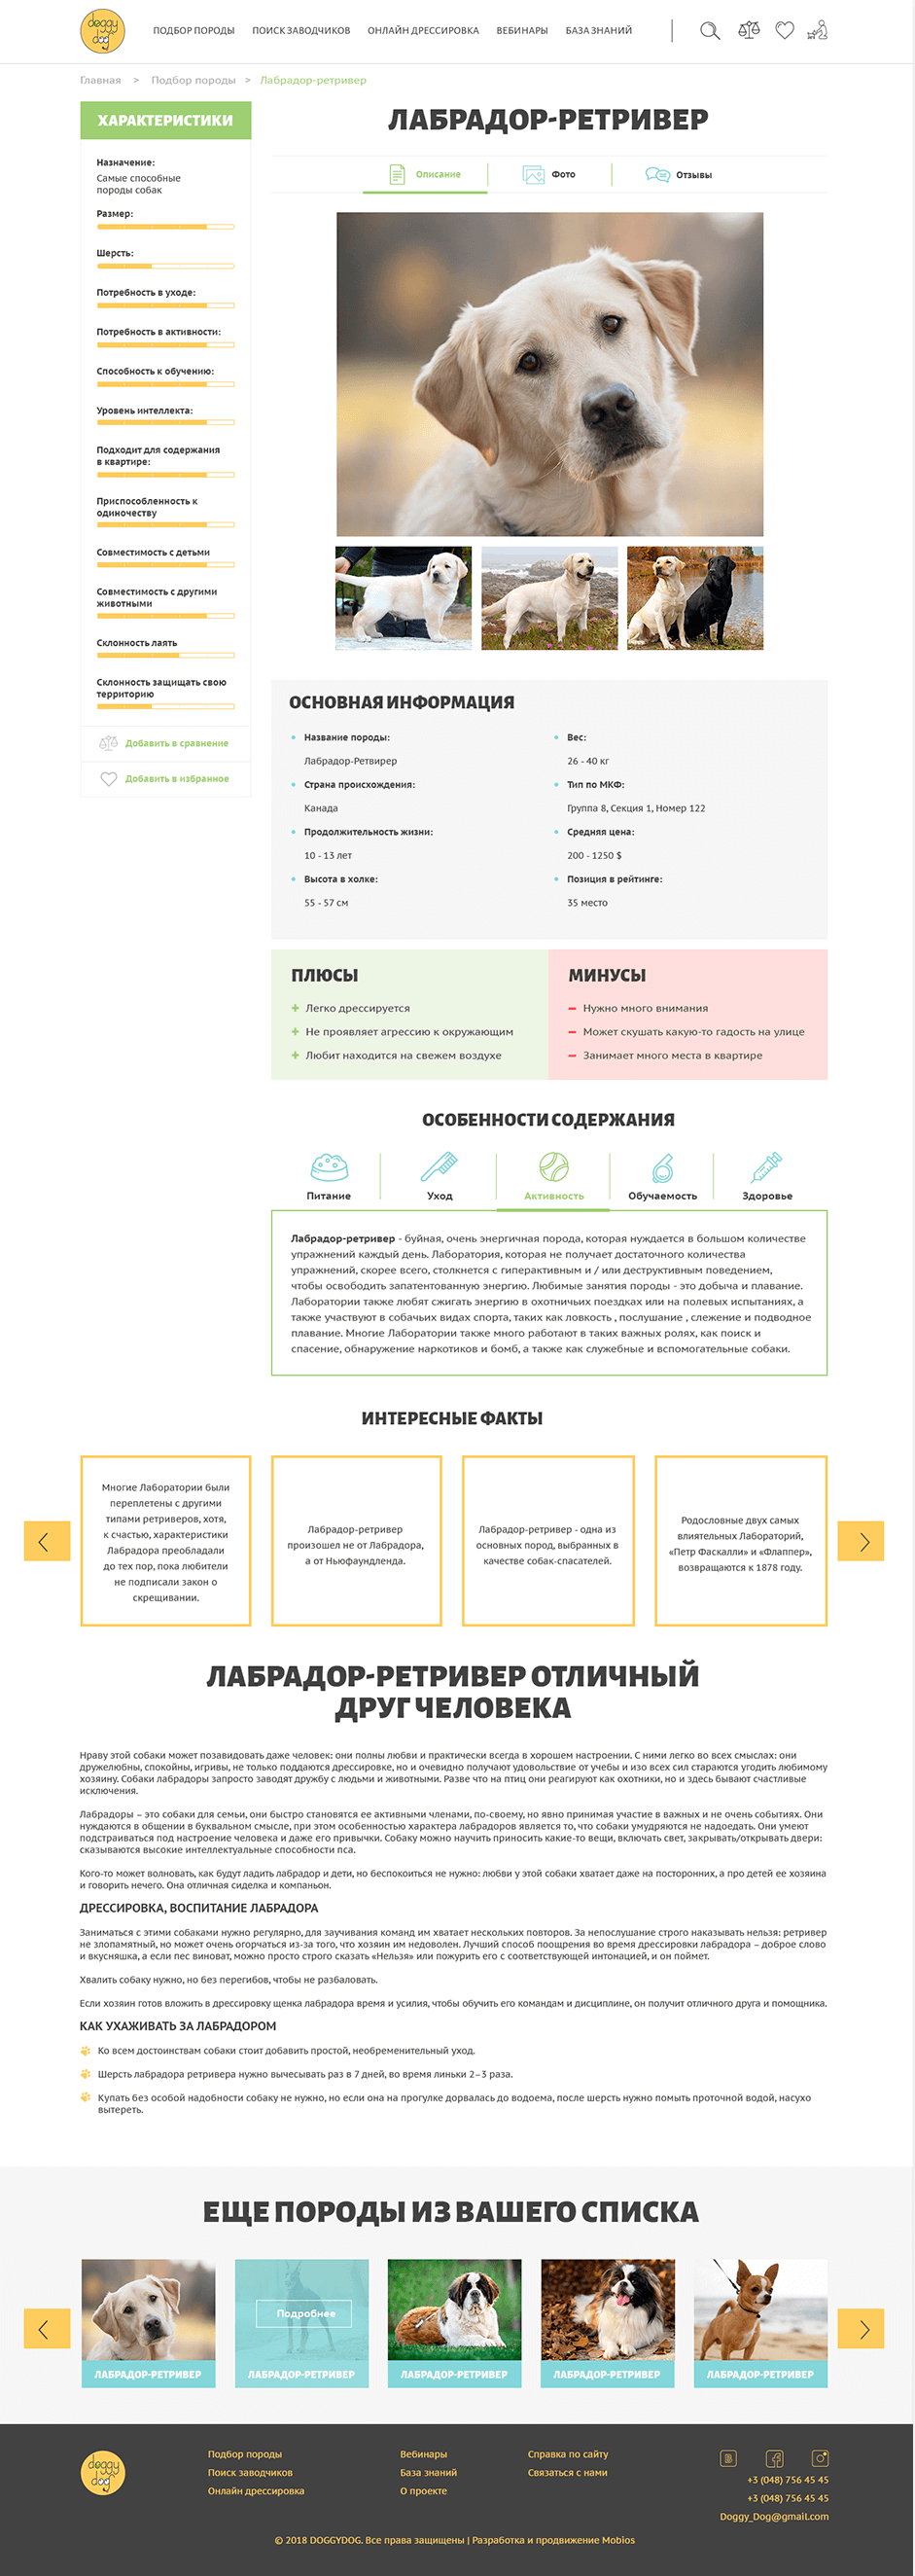 doggy dog
ПОДБОР ПОРОДЫ ПОИСК ЗАВОДЧИКОВ ОНЛАЙН ДРЕССИРОВКА ВЕБИНАРЫ БАЗА ЗНАНИЙ
Главная > Подбор породы > Лабрадор-ретривер
ХАРАКТЕРИСТИКИ
Назначение:
Самые способные
породы собак
Размер:
Шерсть:
Потребность в уходе:
Потребность в активности:
Способность к обучению:
Уровень интеллекта:
Подходит для содержания
в квартире:
Приспособленность к
одиночеству
Совместимость с детьми
Совместимость с другими
животными
Склонность лаять
Склонность защищать свою
территорию
Добавить в сравнение
Добавить в избранное
ЛАБРАДОР-РЕТРИВЕР
Описание Фото Отзывы
ОСНОВНАЯ ИНФОРМАЦИЯ
Название породы:
Лабрадор-Ретвирер
Страна происхождения:
Канада
Продолжительность жизни:
10 - 13 лет
Высота в холке:
55 - 57 см
Вес:
26 - 40 кг
Тип по МКФ:
Группа 8, Секция 1, Номер 122
Средняя цена:
200 - 1250 $
Позиция в рейтинге:
35 место
ПЛЮСЫ
Легко дрессируется
Не проявляет агрессию к окружающим
Любит находится на свежем воздухе
МИНУСЫ
Нужно много внимания
Может скушать какую-то гадость на улице
Занимает много места в квартире
ОСОБЕННОСТИ СОДЕРЖАНИЯ
Питание Уход Активность Обучаемость Здоровье
Лабрадор-ретривер - буйная, очень энергичная порода, которая нуждается в большом количестве
упражнений каждый день. Лаборатория, которая не получает достаточного количества
упражнений, скорее всего, столкнется с гиперактивным и / или деструктивным поведением,
чтобы освободить запатентованную энергию. Любимые занятия породы - это добыча и плавание.
Лаборатории также любят сжигать энергию в охотничьих поездках или на полевых испытаниях, а
также участвуют в собачьих видах спорта, таких как ловкость , послушание , слежение и подводное
плавание. Многие Лаборатории также много работают в таких важных ролях, как поиск и
спасение, обнаружение наркотиков и бомб, а также как служебные и вспомогательные собаки.
ИНТЕРЕСНЫЕ ФАКТЫ
Многие Лаборатории были
переплетены с другими
типами ретриверов, хотя,
к счастью, характеристики
Лабрадора преобладали
до тех пор, пока любители
не подписали закон о
скрещивании.
Лабрадор-ретривер
произошел не от Лабрадора,
а от Ньюфаундленда.
Лабрадор-ретривер - одна из
основных пород, выбранных в
качестве собак-спасателей.
Родословные двух самых
влиятельных Лабораторий,
«Петр Фаскалли» и «Флаппер»,
возвращаются к 1878 году.
ЛАБРАДОР-РЕТРИВЕР ОТЛИЧНЫЙ
ДРУГ ЧЕЛОВЕКА
Нраву этой собаки может позавидовать даже человек: они полны любви и практически всегда в хорошем настроении. С ними легко во всех смыслах: они
дружелюбны, спокойны, игривы, не только поддаются дрессировке, но и очевидно получают удовольствие от учебы и изо всех сил стараются угодить любимому
хозяину. Собаки лабрадоры запросто заводят дружбу с людьми и животными. Разве что на птиц они реагируют как охотники, но и здесь бывают счастливые
исключения.
Лабрадоры – это собаки для семьи, они быстро становятся ее активными членами, по-своему, но явно принимая участие в важных и не очень событиях. Они
нуждаются в общении в буквальном смысле, при этом особенностью характера лабрадоров является то, что собаки умудряются не надоедать. Они умеют
подстраиваться под настроение человека и даже его привычки. Собаку можно научить приносить какие-то вещи, включать свет, закрывать/открывать двери:
сказываются высокие интеллектуальные способности пса.
Кого-то может волновать, как будут ладить лабрадор и дети, но беспокоиться не нужно: любви у этой собаки хватает даже на посторонних, а про детей ее хозяина
и говорить нечего. Она отличная сиделка и компаньон.
ДРЕССИРОВКА, ВОСПИТАНИЕ ЛАБРАДОРА
Заниматься с этими собаками нужно регулярно, для заучивания команд им хватает нескольких повторов. За непослушание строго наказывать нельзя: ретривер
не злопамятный, но может очень огорчаться из-за того, что хозяин им недоволен. Лучший способ поощрения во время дрессировки лабрадора – доброе слово
и вкусняшка, а если пес виноват, можно просто строго сказать «Нельзя» или пожурить его с соответствующей интонацией, и он поймет.
Хвалить собаку нужно, но без перегибов, чтобы не разбаловать.
Если хозяин готов вложить в дрессировку щенка лабрадора время и усилия, чтобы обучить его командам и дисциплине, он получит отличного друга и помощника.
КАК УХАЖИВАТЬ ЗА ЛАБРАДОРОМ
Ко всем достоинствам собаки стоит добавить простой, необременительный уход.
Шерсть лабрадора ретривера нужно вычесывать раз в 7 дней, во время линьки 2–3 раза.
Купать без особой надобности собаку не нужно, но если она на прогулке дорвалась до водоема, после шерсть нужно помыть проточной водой, насухо
вытереть.
ЕЩЕ ПОРОДЫ ИЗ ВАШЕГО СПИСКА
Подробнее
ЛАБРАДОР-РЕТРИВЕР ЛАБРАДОР-РЕТРИВЕР ЛАБРАДОР-РЕТРИВЕР ЛАБРАДОР-РЕТРИВЕР ЛАБРАДОР-РЕТРИВЕР
doggy dog
Подбор породы
Поиск заводчиков
Онлайн дрессировка
Вебинары
База знаний
О проекте
Справка по сайту
Связаться с нами
+3 (048) 756 45 45
+3 (048) 756 45 45
Doggy_Dog@gmail.com
© 2018 DOGGYDOG. Все права защищены | Разработка и продвижение Mobios